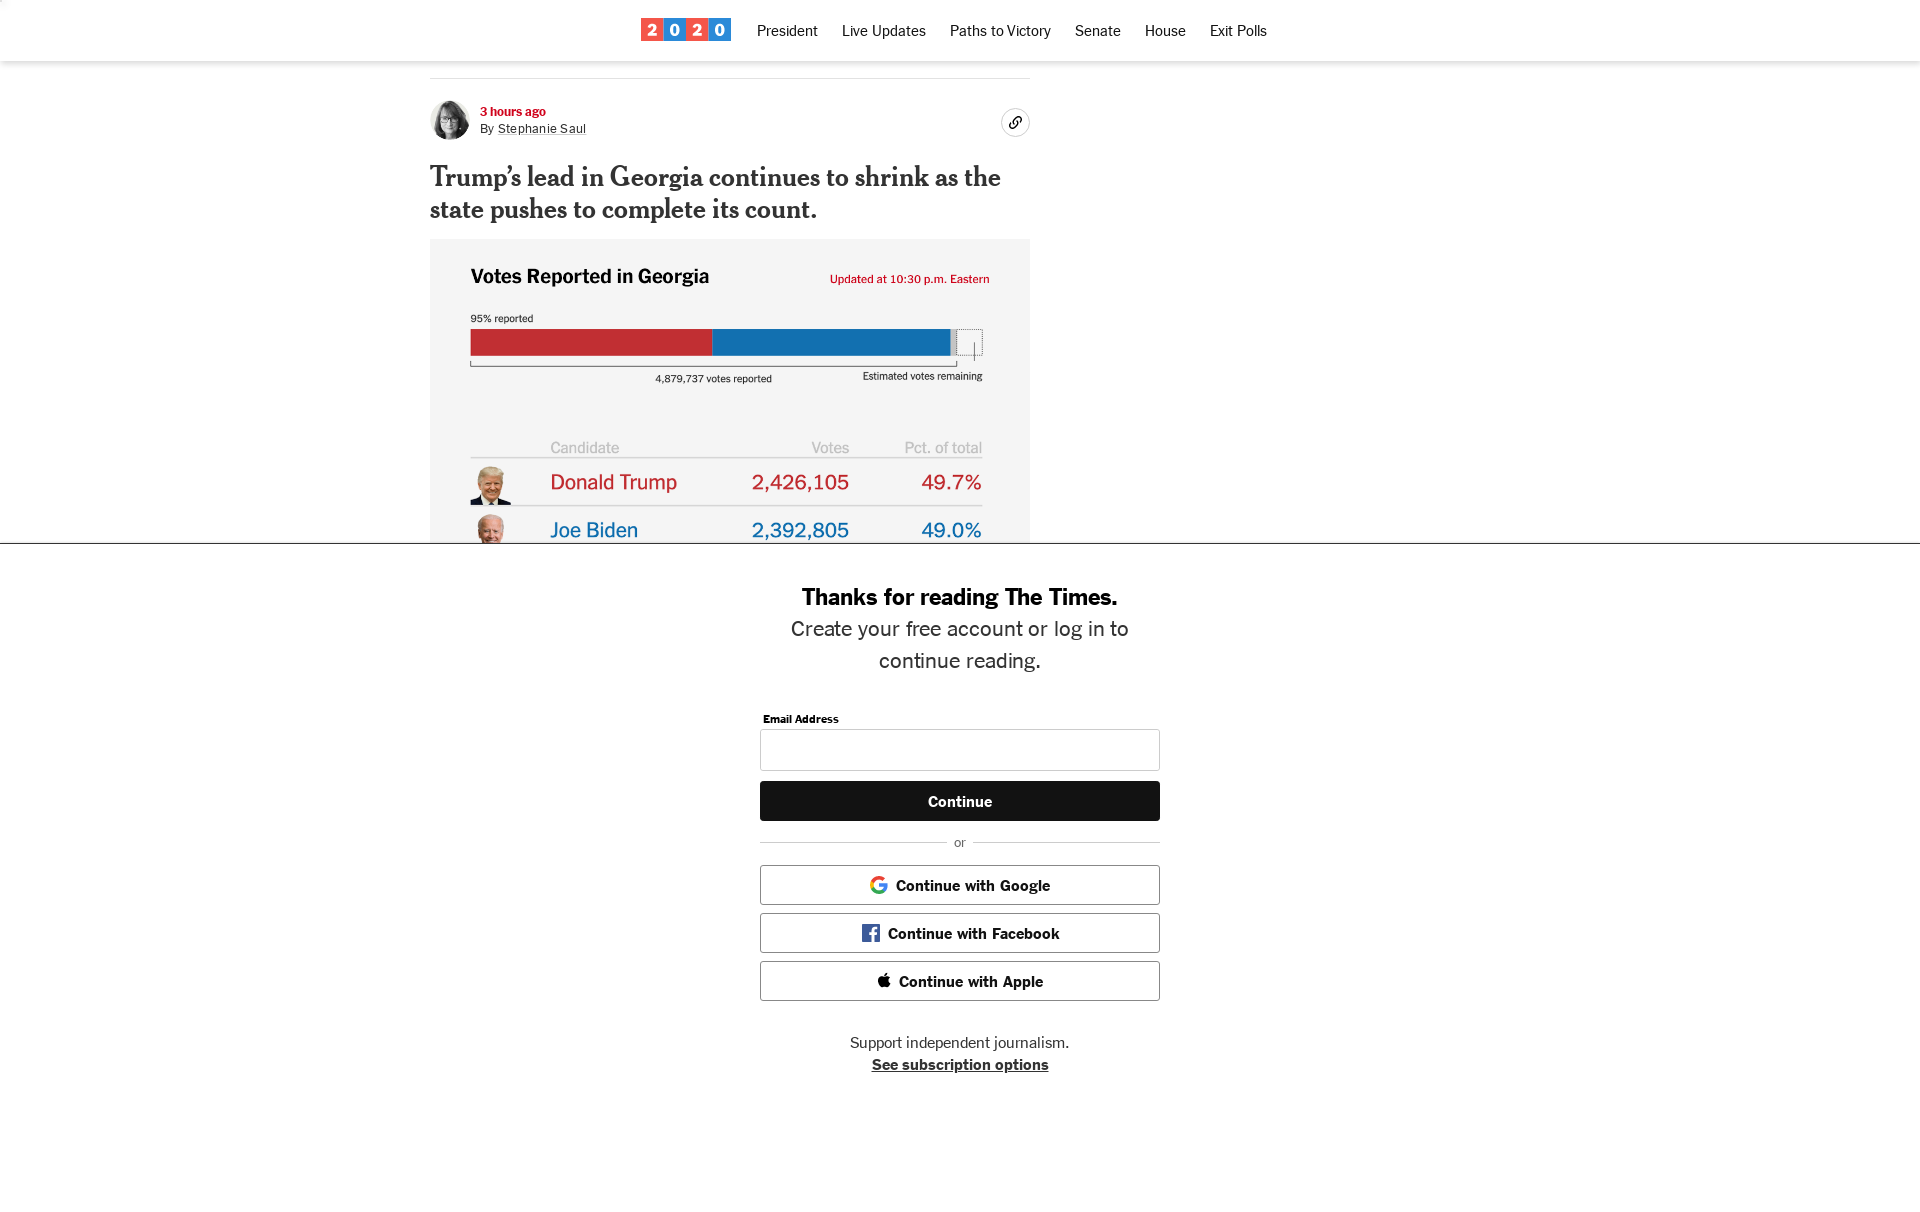 2020 President Live Updates Paths to Victory Senate House Exit Polls
3 hours ago
By Stephanie Saul
Trump’s lead in Georgia continues to shrink as the
state pushes to complete its count.
Votes Reported in Georgia Updated at 10:30 p.m. Eastern
95% reported
4,879,737 votes reported Estimated votes remaining
Candidate Votes Pct. of total
Donald Trump 2,426,105 49.7%
Joe Biden 2,392,805 49.0%
Thanks for reading The Times.
Create your free account or log in to
continue reading.
Email Address
Continue
or
Continue with Google
Continue with Facebook
Continue with Apple
Support independent journalism.
See subscription options